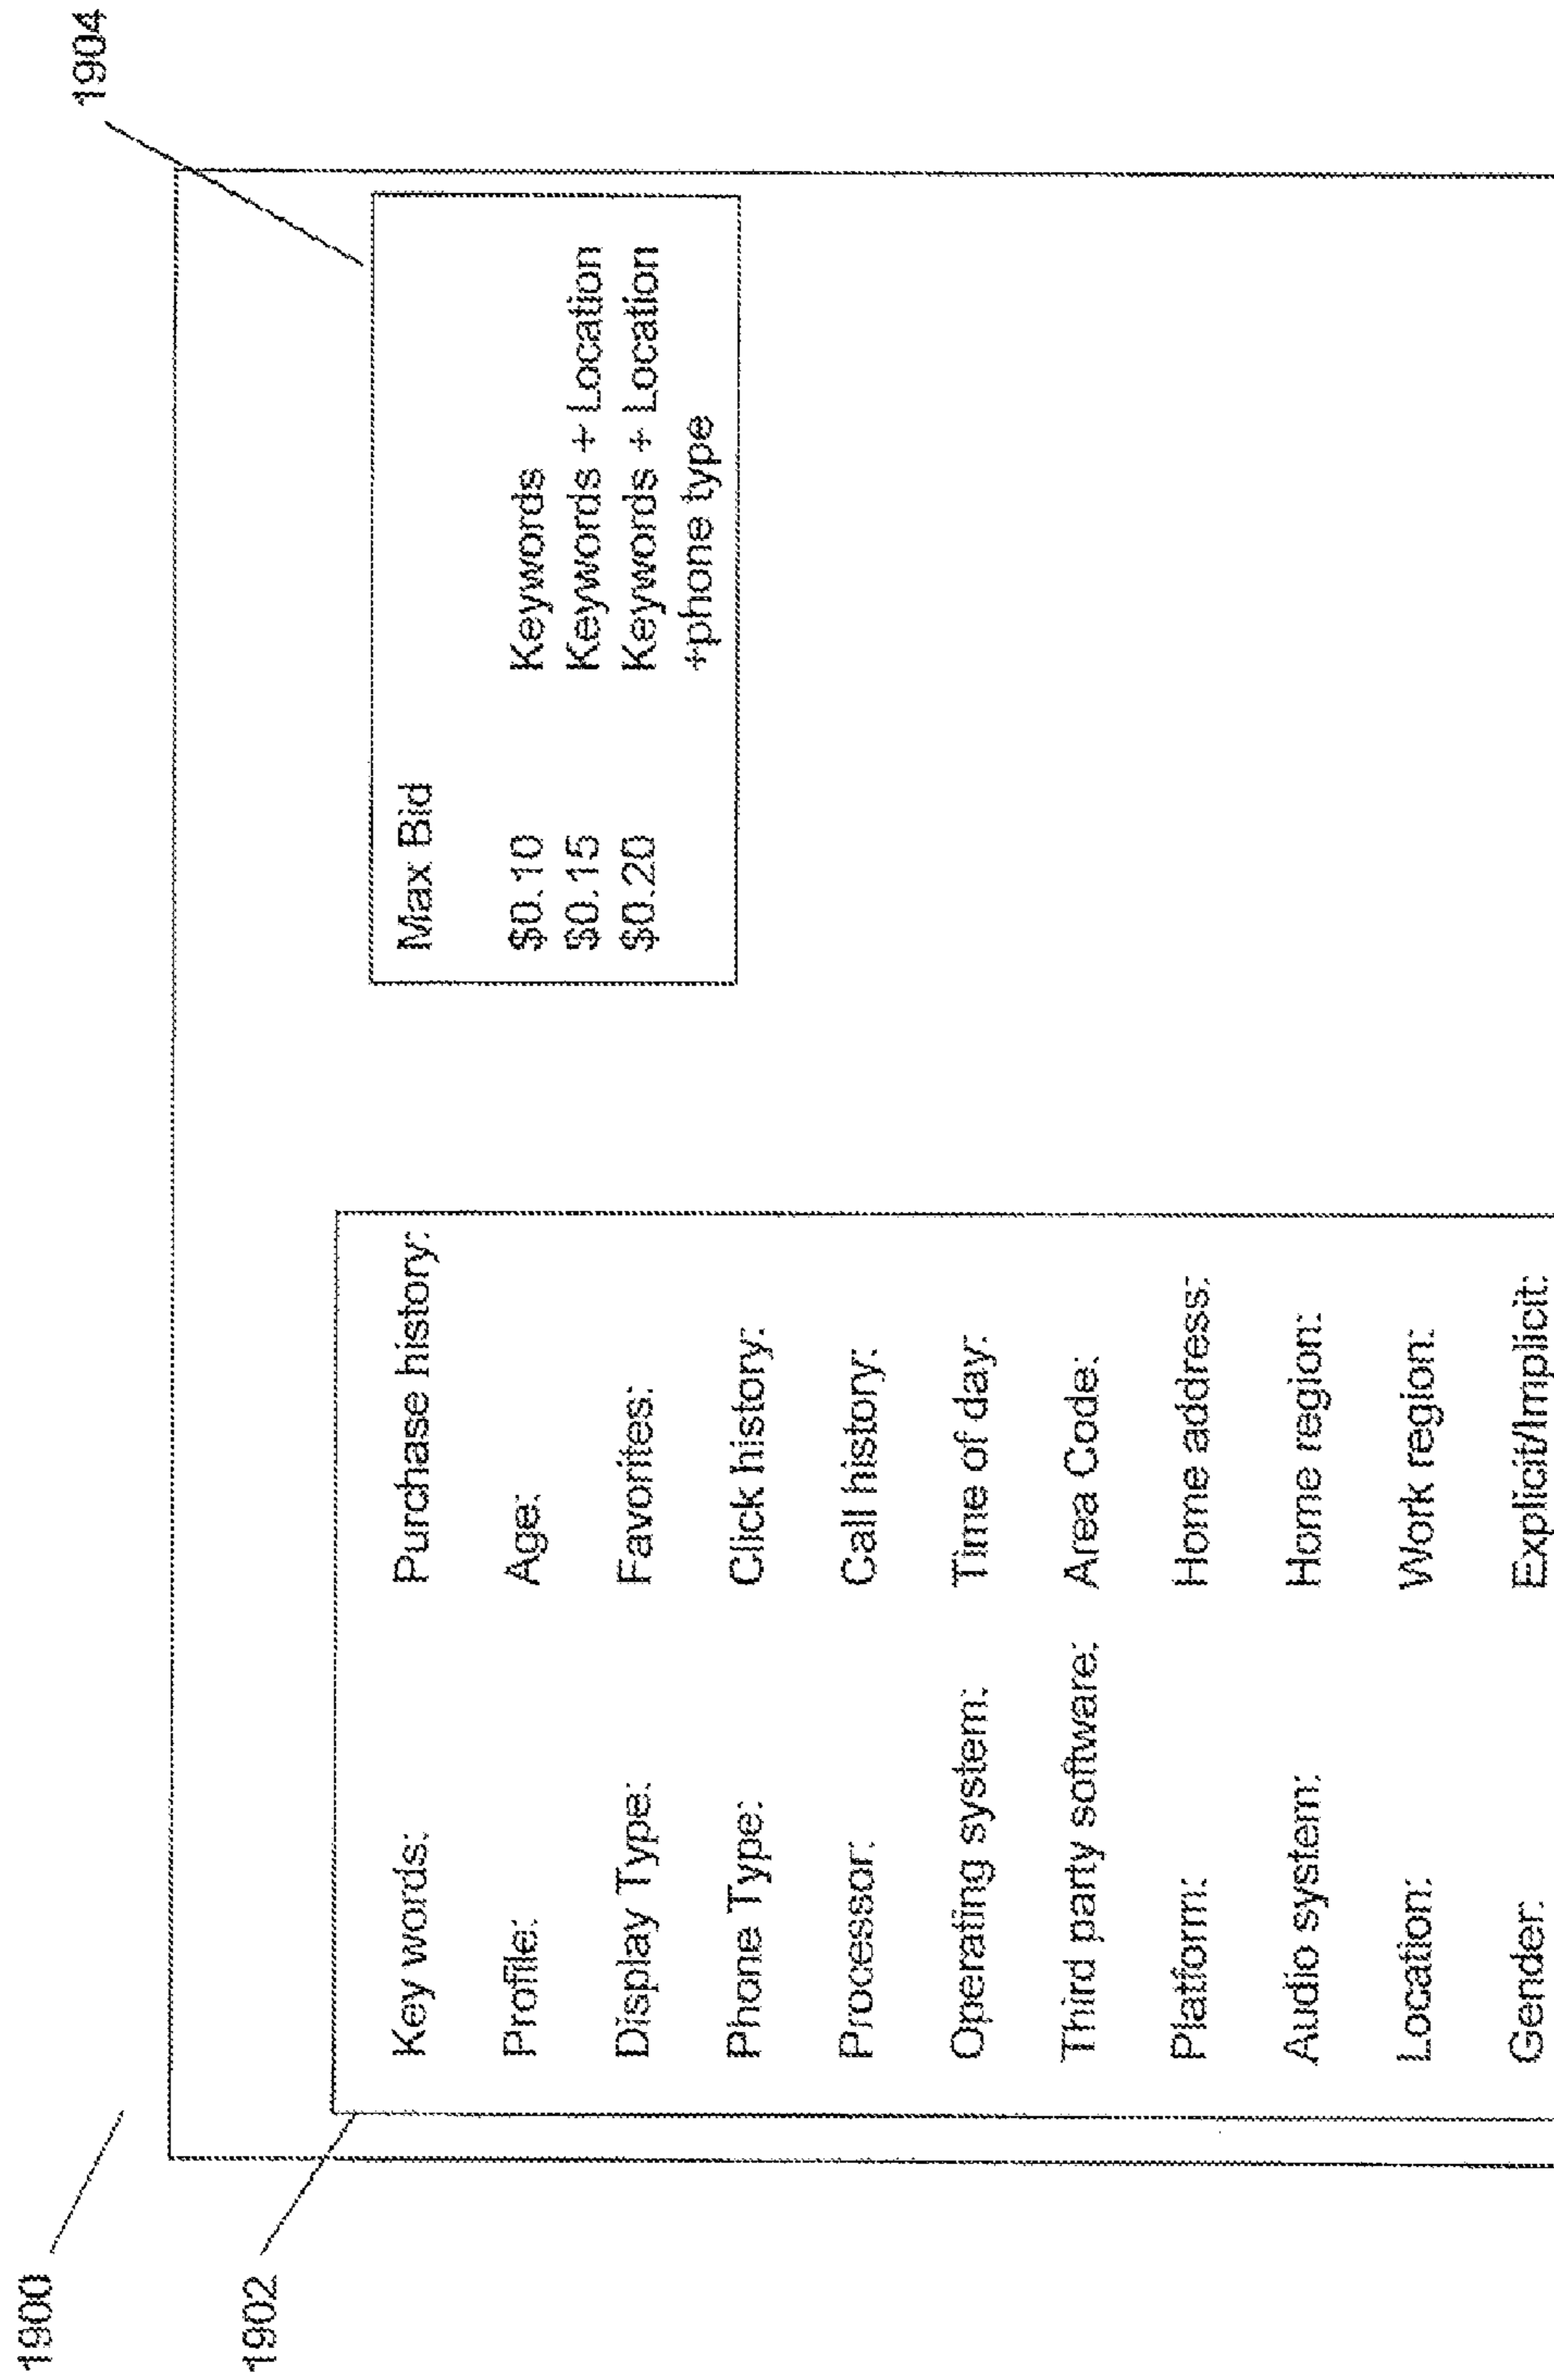 1900
1902
1904
Key words: Purchase history:
Profile: Age:
Display Type: Favorites:
Phone Type: Click history:
Processor: Call history:
Operating system: Time of day:
Third party software: Area Code:
Platform: Home address:
Audio system: Home region:
Location: Work region:
Gender: Explicit/Implicit:
Max Bid
$0.10 Keywords
$0.15 Keywords + Location
$0.20 Keywords + Location
+phone type